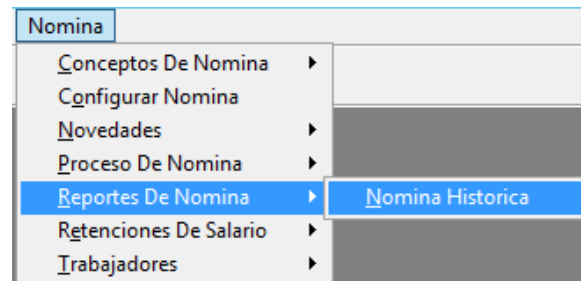 Nomina
Conceptos De Nomina
Configurar Nomina
Novedades
Proceso De Nomina
Reportes De Nomina Nomina Historica
Retenciones De Salario
Trabajadores